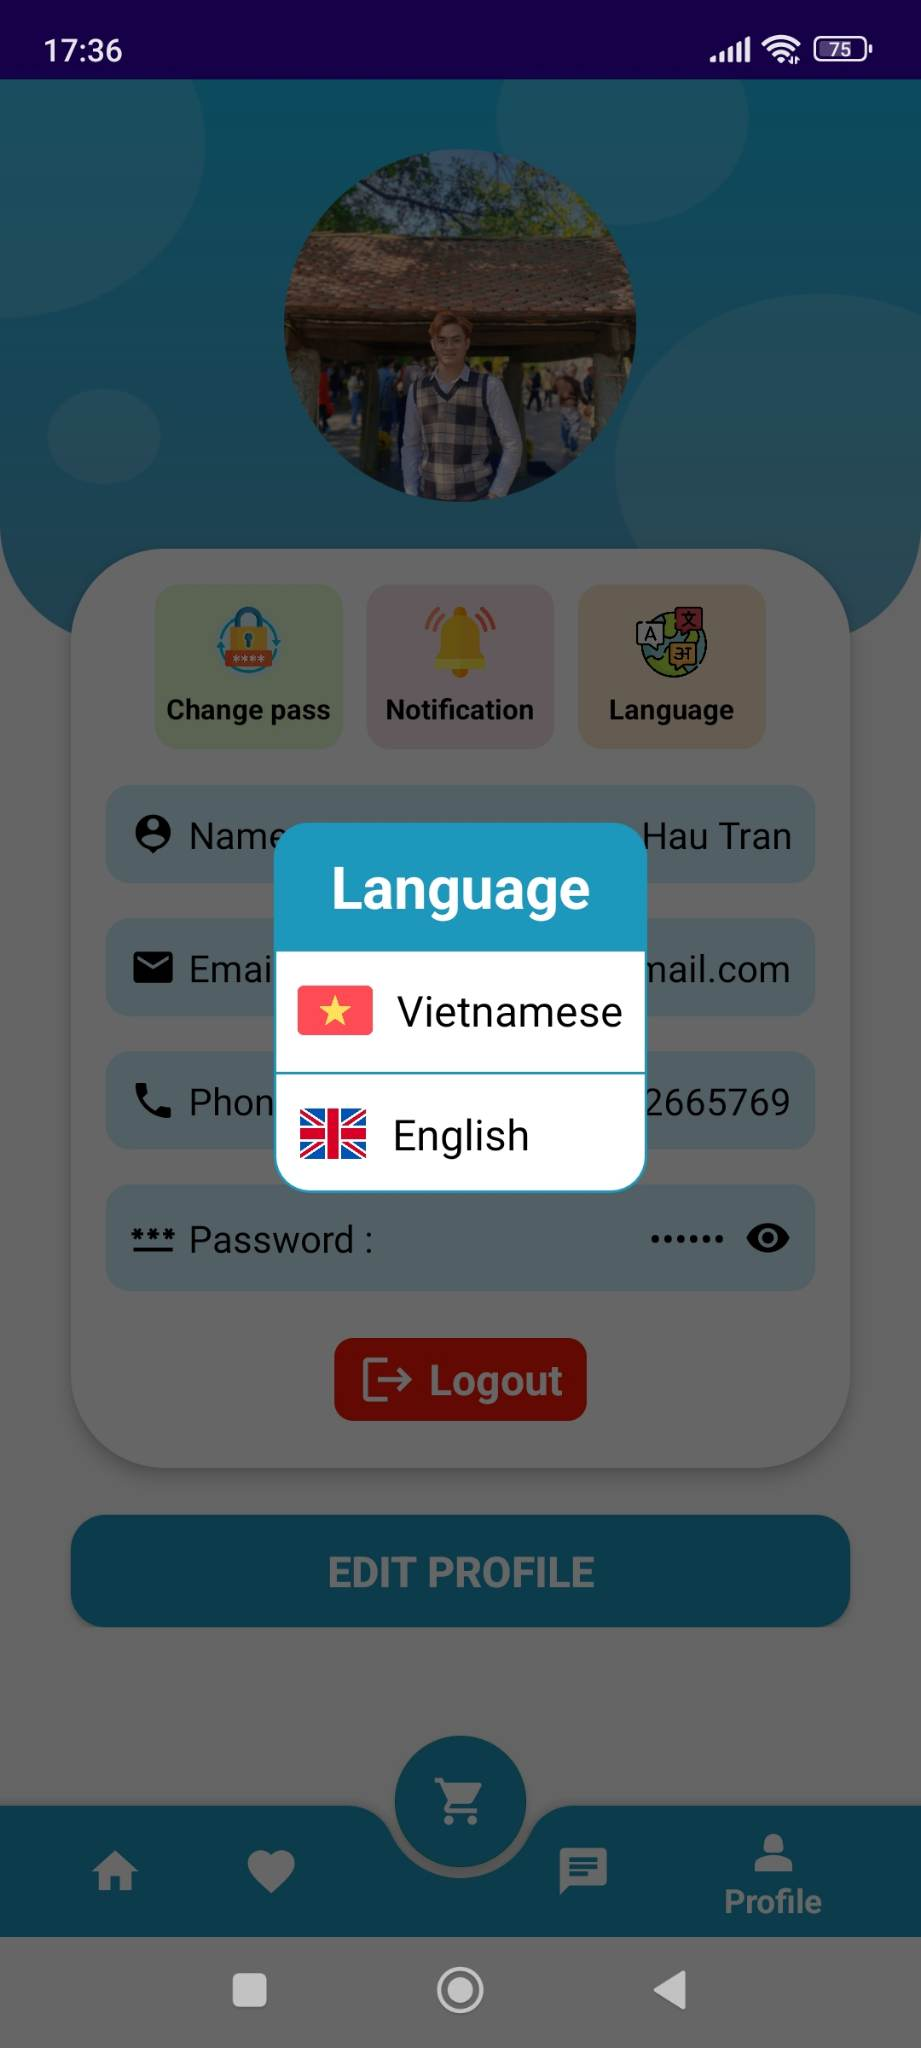 17:36
75
Change pass
Notification
Language
Name
Hau Tran
Language
Emai
mail.com
Vietnamese
Phon
2665769
English
*** Password :
••••••
Logout
EDIT PROFILE
Profile